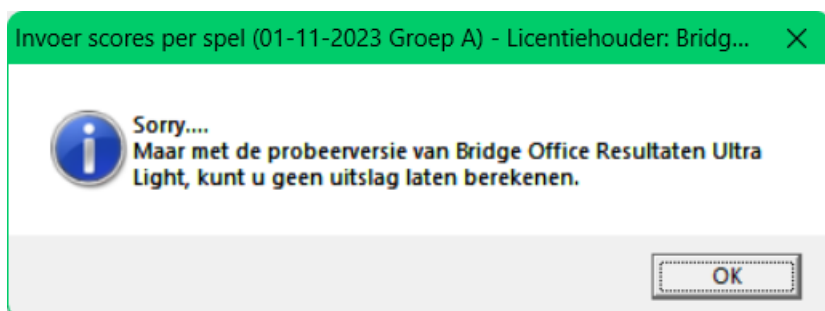 Invoer scores per spel (01-11-2023 Groep A) - Licentiehouder: Bridg...
Sorry....
Maar met de probeerversie van Bridge Office Resultaten Ultra
Light, kunt u geen uitslag laten berekenen.
OK